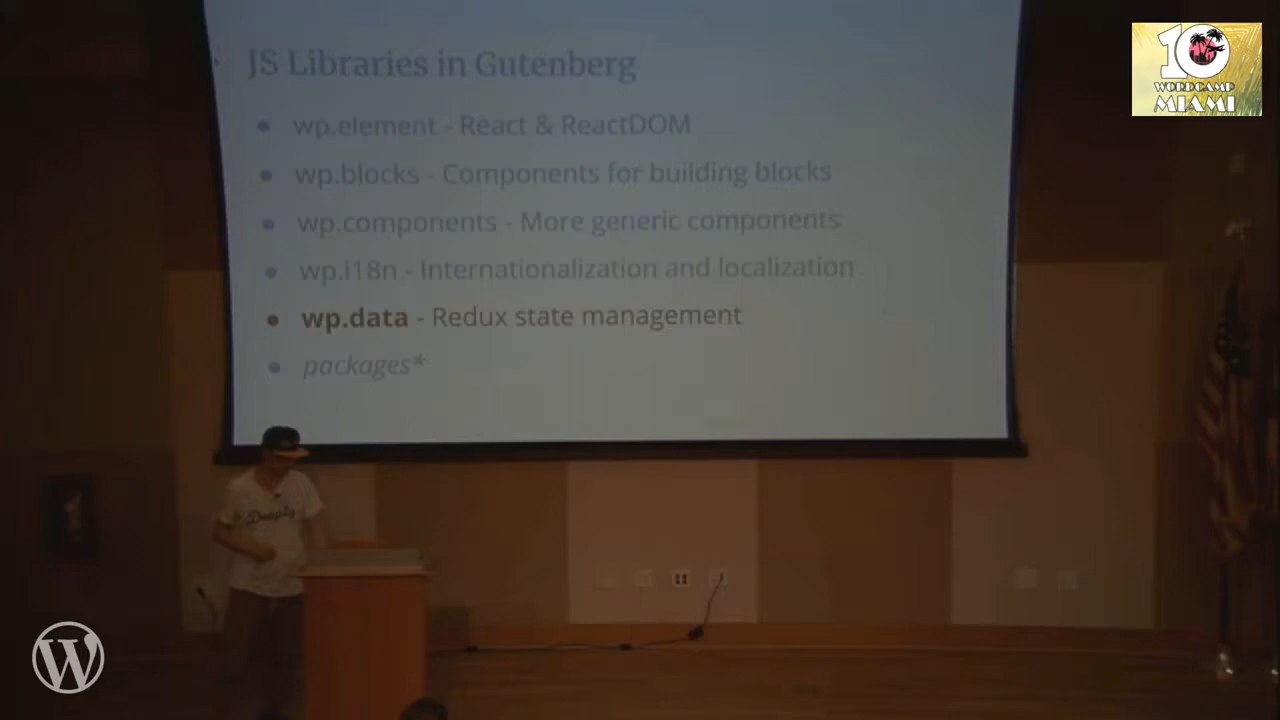 JS Libraries in Gutenberg
wp.element - React & ReactDOM
wp.blocks - Components for building blocks
wp.components - More generic components
wp.i18n - Internationalization and localization
wp.data - Redux state management
packages*
10
WORDCAMP
MIAMI
Deeply
W